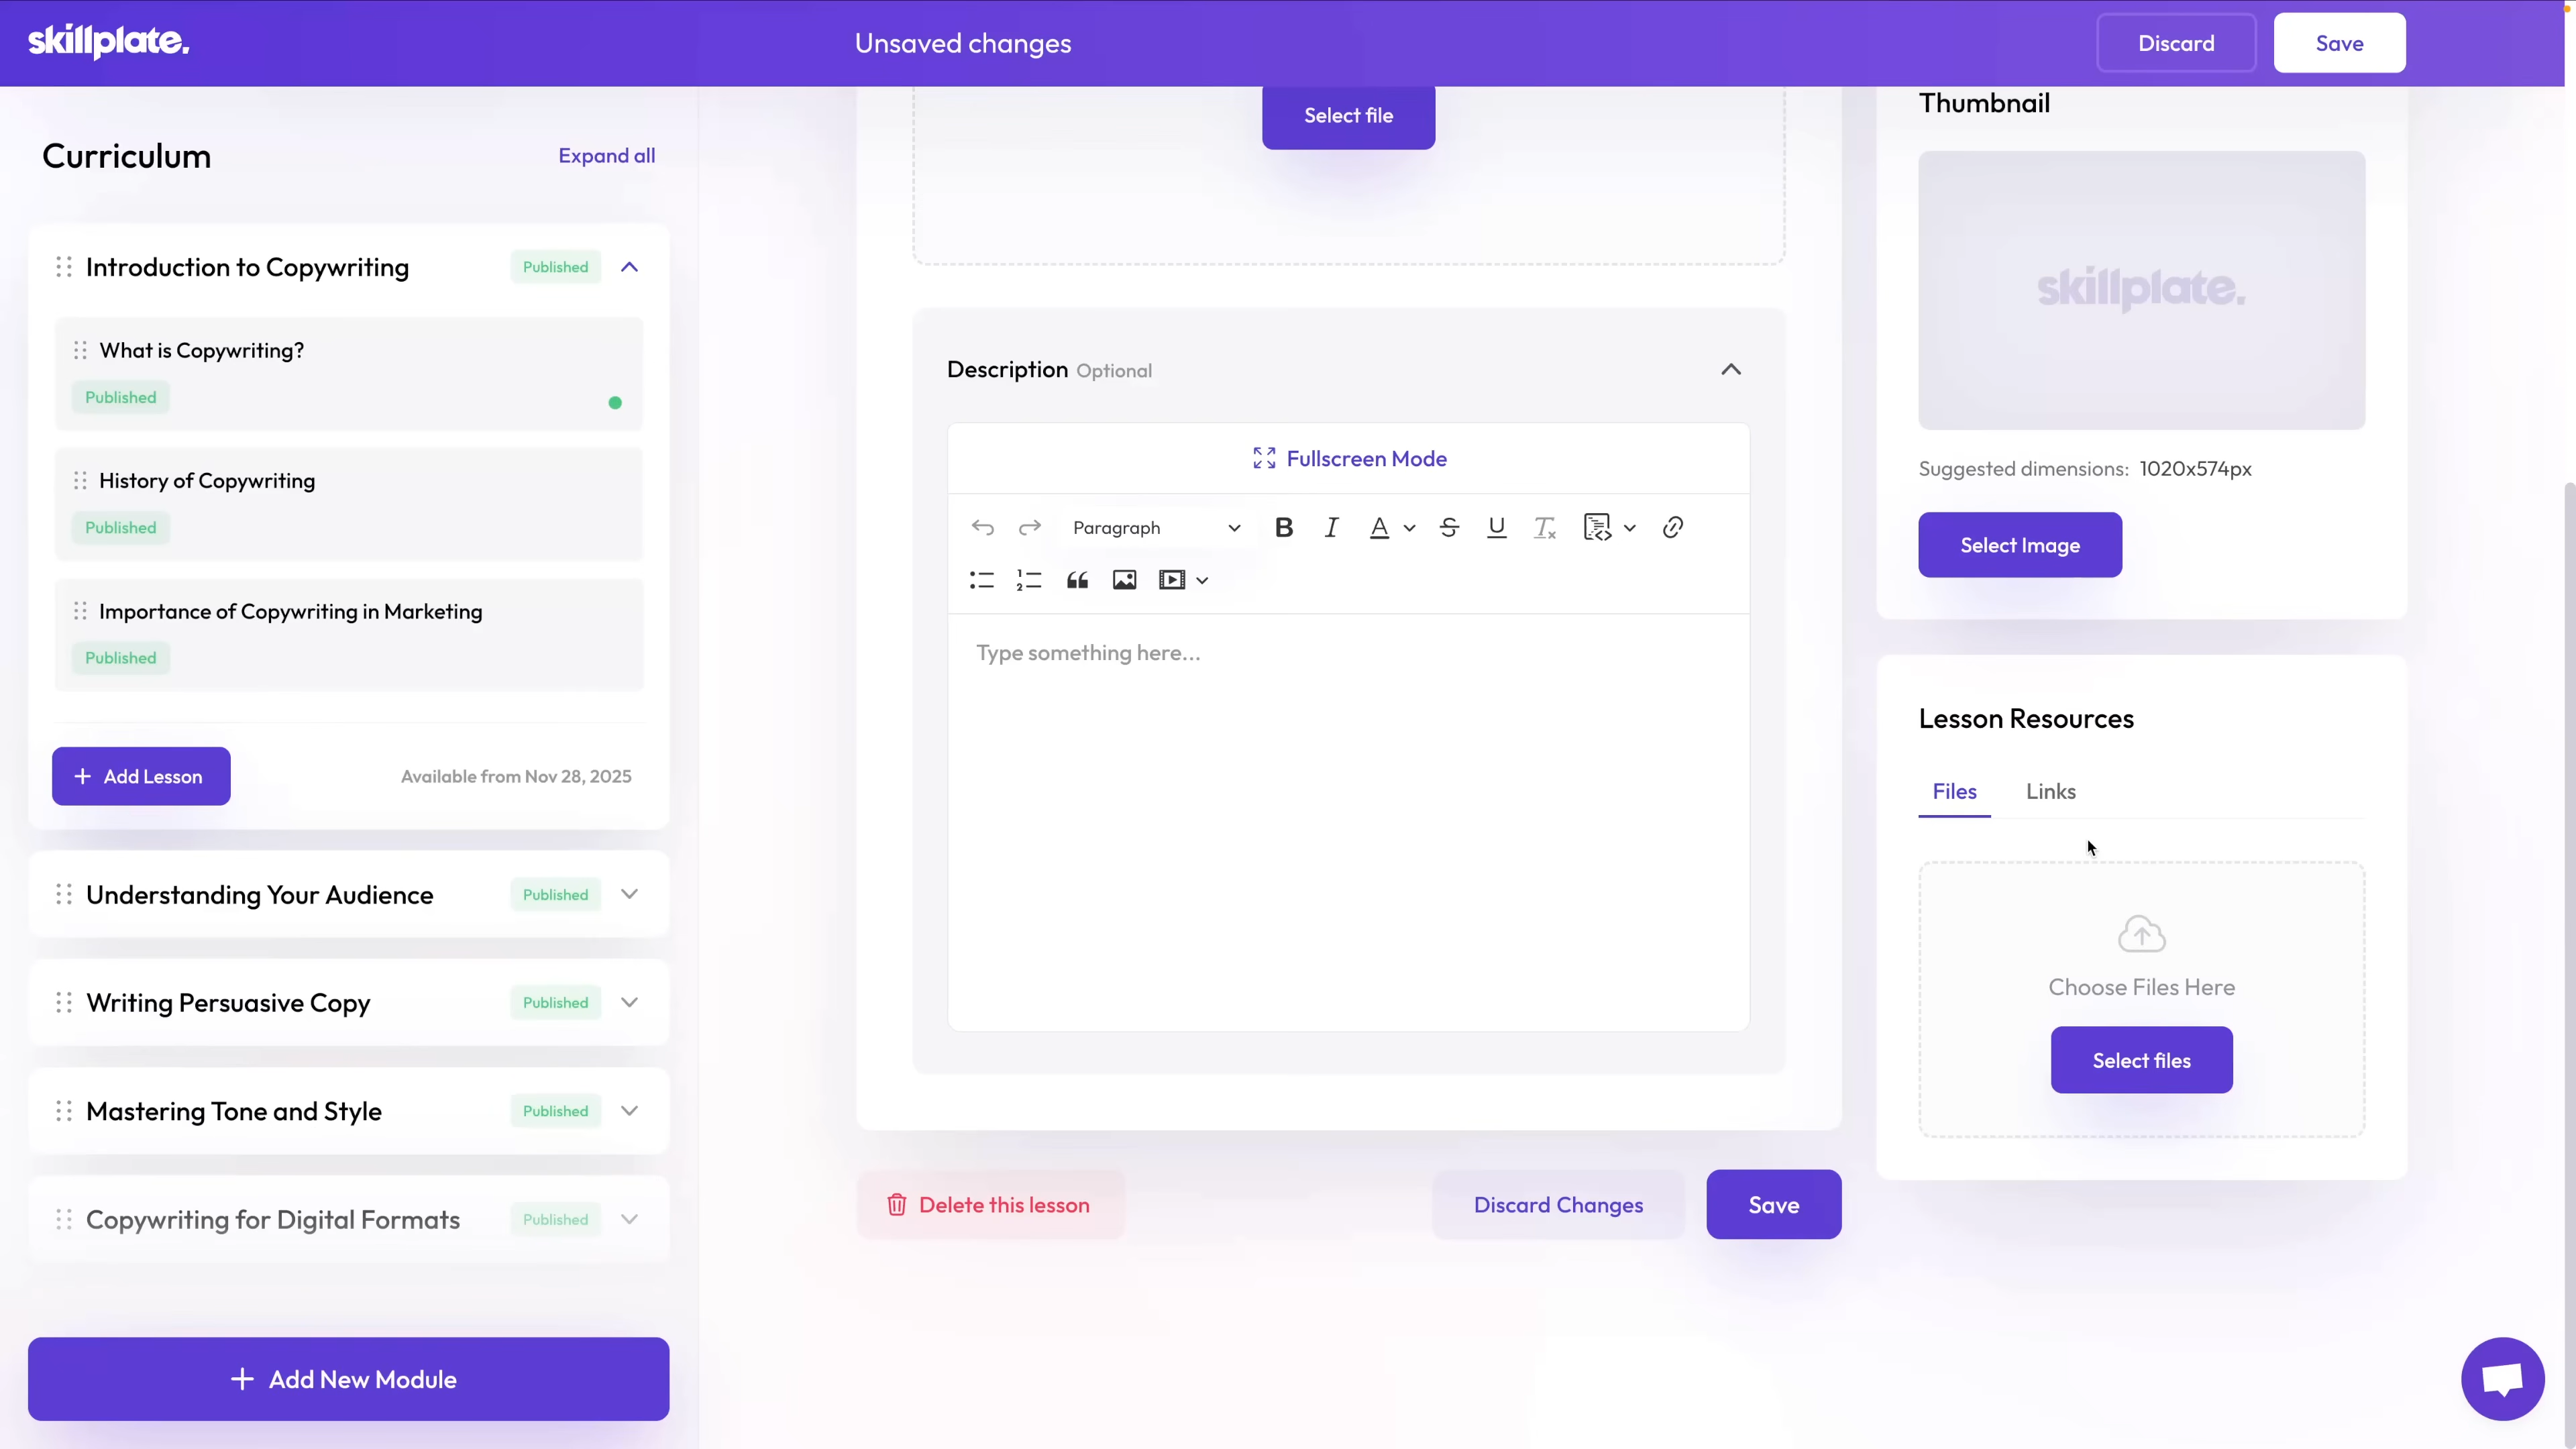 skillplate.
Unsaved changes
Discard
Save
Curriculum
Expand all
Introduction to Copywriting
Published
What is Copywriting?
Published
History of Copywriting
Published
Importance of Copywriting in Marketing
Published
Add Lesson
Available from Nov 28, 2025
Understanding Your Audience
Published
Writing Persuasive Copy
Published
Mastering Tone and Style
Published
Copywriting for Digital Formats
Published
Add New Module
Select file
Description Optional
Fullscreen Mode
Paragraph
Type something here...
Delete this lesson
Discard Changes
Save
Thumbnail
skillplate.
Suggested dimensions: 1020x574px
Select Image
Lesson Resources
Files
Links
Choose Files Here
Select files